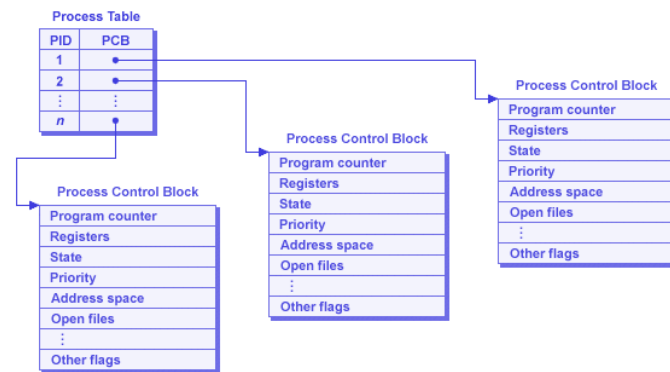 Process Table
PID PCB
1
2
⋮ ⋮
n
Process Control Block
Program counter
Registers
State
Priority
Address space
Open files
⋮
Other flags
Process Control Block
Program counter
Registers
State
Priority
Address space
Open files
⋮
Other flags
Process Control Block
Program counter
Registers
State
Priority
Address space
Open files
⋮
Other flags